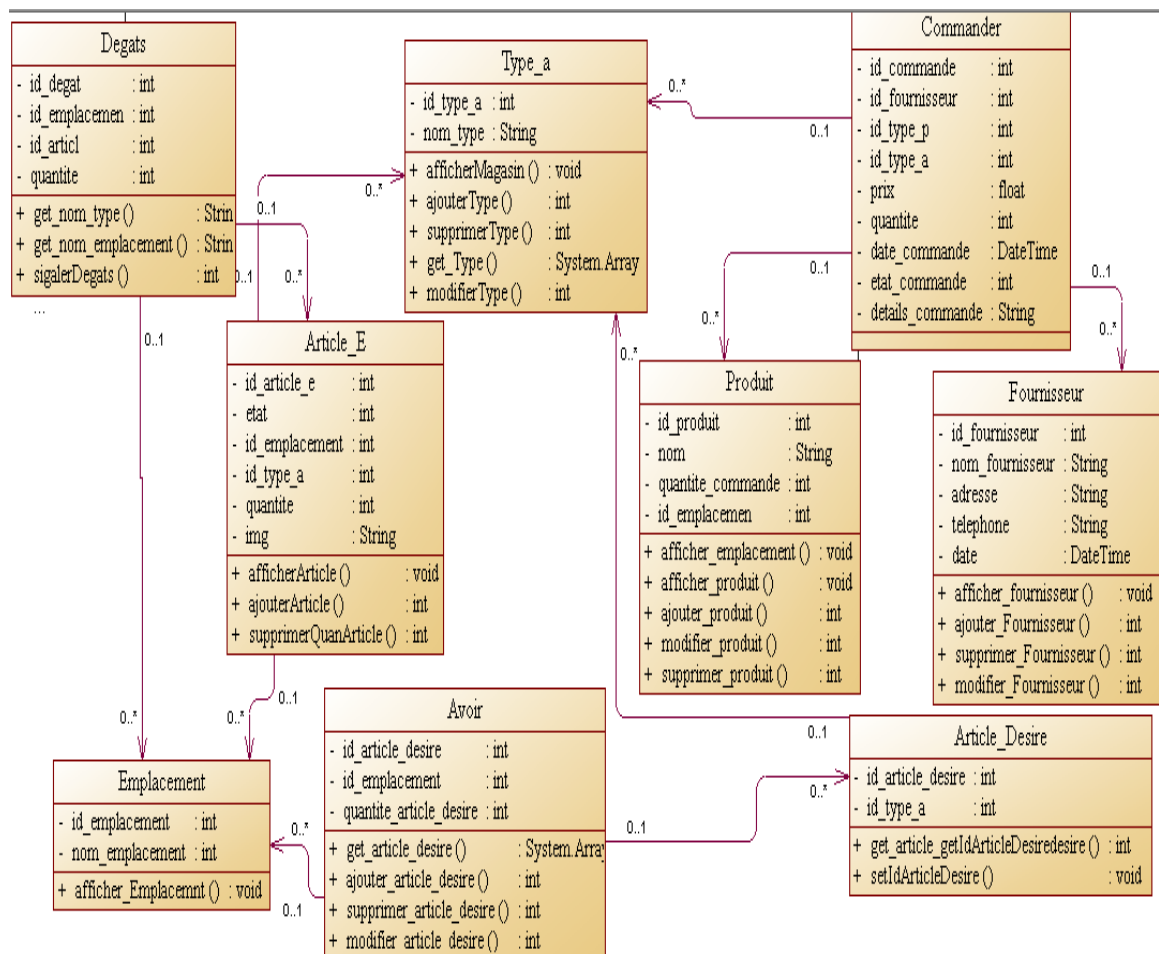 Degats
- id_degat : int
- id_emplacemen : int
- id_articl : int
- quantite : int
+ get_nom_type () : Strin
+ get_nom_emplacement () : Strin
+ sigalerDegats () : int
...
Type_a
- id_type_a : int
- nom_type : String
+ afficherMagasin () : void
+ ajouterType () : int
+ supprimerType () : int
+ get_Type () : System.Array
+ modifierType () : int
Commander
- id_commande : int
- id_fournisseur : int
- id_type_p : int
- id_type_a : int
- prix : float
- quantite : int
- date_commande : DateTime
- etat_commande : int
- details_commande : String
0..*
0..1
0..*
0..1
0..1
0..*
0..1
0..1
0..*
0..1
0..*
0..*
0..1
Article_E
- id_article_e : int
- etat : int
- id_emplacement : int
- id_type_a : int
- quantite : int
- img : String
+ afficherArticle () : void
+ ajouterArticle () : int
+ supprimerQuanArticle () : int
Produit
- id_produit : int
- nom : String
- quantite_commande : int
- id_emplacemen : int
+ afficher_emplacement () : void
+ afficher_produit () : void
+ ajouter_produit () : int
+ modifier_produit () : int
+ supprimer_produit () : int
Fournisseur
- id_fournisseur : int
- nom_fournisseur : String
- adresse : String
- telephone : String
- date : DateTime
+ afficher_fournisseur () : void
+ ajouter_Fournisseur () : int
+ supprimer_Fournisseur () : int
+ modifier_Fournisseur () : int
0..*
0..1
0..*
0..1
Emplacement
- id_emplacement : int
- nom_emplacement : int
+ afficher_Emplacemnt () : void
0..*
0..1
Avoir
- id_article_desire : int
- id_emplacement : int
- quantite_article_desire : int
+ get_article_desire () : System.Array
+ ajouter_article_desire () : int
+ supprimer_article_desire () : int
+ modifier_article_desire () : int
0..1
0..*
Article_Desire
- id_article_desire : int
- id_type_a : int
+ get_article_getIdArticleDesiredesire () : int
+ setIdArticleDesire () : void